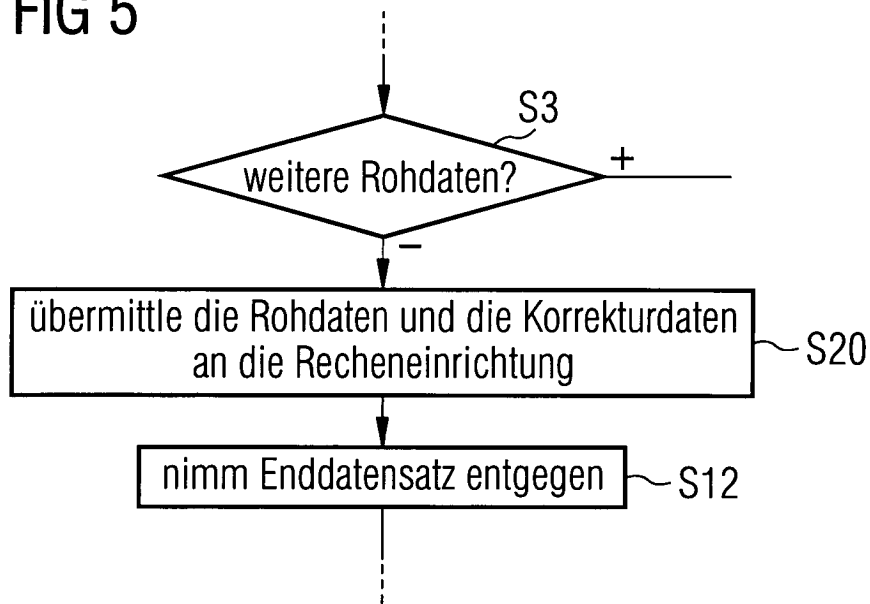 FIG 5
S3
weitere Rohdaten?
+
–
übermittle die Rohdaten und die Korrekturdaten
an die Recheneinrichtung
S20
nimm Enddatensatz entgegen
S12